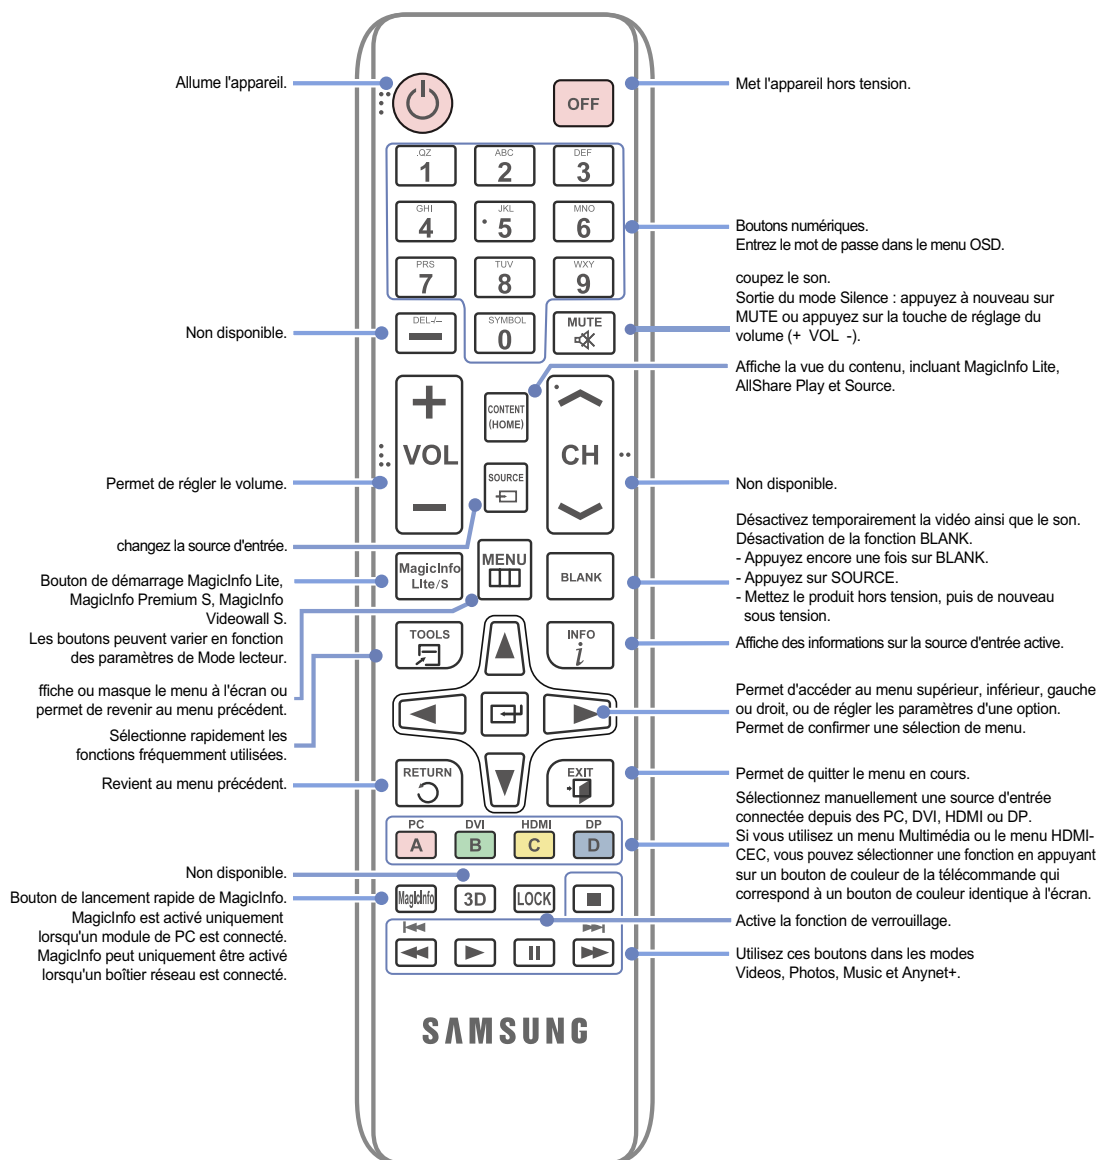 Allume l'appareil.
OFF
Met l'appareil hors tension.
.QZ
1
ABC
2
DEF
3
GHI
4
JKL
5
MNO
6
PRS
7
TUV
8
WXY
9
DEL-/--
SYMBOL
0
MUTE
Boutons numériques.
Entrez le mot de passe dans le menu OSD.
coupez le son.
Sortie du mode Silence : appuyez à nouveau sur
MUTE ou appuyez sur la touche de réglage du
volume (+ VOL -).
Non disponible.
Affiche la vue du contenu, incluant MagicInfo Lite,
AllShare Play et Source.
VOL
CONTENT
(HOME)
CH
SOURCE
Permet de régler le volume.
Non disponible.
changez la source d'entrée.
Désactivez temporairement la vidéo ainsi que le son.
Désactivation de la fonction BLANK.
- Appuyez encore une fois sur BLANK.
- Appuyez sur SOURCE.
- Mettez le produit hors tension, puis de nouveau
sous tension.
MagicInfo
Lite/S
MENU
BLANK
Bouton de démarrage MagicInfo Lite,
MagicInfo Premium S, MagicInfo
Videowall S.
Les boutons peuvent varier en fonction
des paramètres de Mode lecteur.
TOOLS
INFO
i
Affiche des informations sur la source d'entrée active.
ffiche ou masque le menu à l'écran ou
permet de revenir au menu précédent.
Permet d'accéder au menu supérieur, inférieur, gauche
ou droit, ou de régler les paramètres d'une option.
Permet de confirmer une sélection de menu.
Sélectionne rapidement les
fonctions fréquemment utilisées.
RETURN
EXIT
Revient au menu précédent.
Permet de quitter le menu en cours.
PC
A
DVI
B
HDMI
C
DP
D
Sélectionnez manuellement une source d'entrée
connectée depuis des PC, DVI, HDMI ou DP.
Si vous utilisez un menu Multimédia ou le menu HDMI-
CEC, vous pouvez sélectionner une fonction en appuyant
sur un bouton de couleur de la télécommande qui
correspond à un bouton de couleur identique à l'écran.
Non disponible.
MagicInfo
3D
LOCK
Bouton de lancement rapide de MagicInfo.
MagicInfo est activé uniquement
lorsqu'un module de PC est connecté.
MagicInfo peut uniquement être activé
lorsqu'un boîtier réseau est connecté.
Active la fonction de verrouillage.
Utilisez ces boutons dans les modes
Videos, Photos, Music et Anynet+.
SAMSUNG